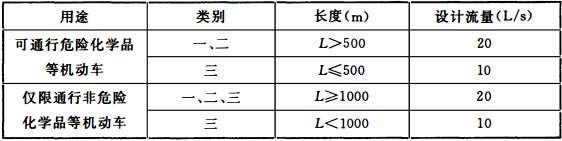 用途 类别 长度(m) 设计流量(L/s)
可通行危险化学品等机动车 一、二 L>500 20
三 L≤500 10
仅限通行非危险化学品等机动车 一、二、三 L≥1000 20
三 L<1000 10